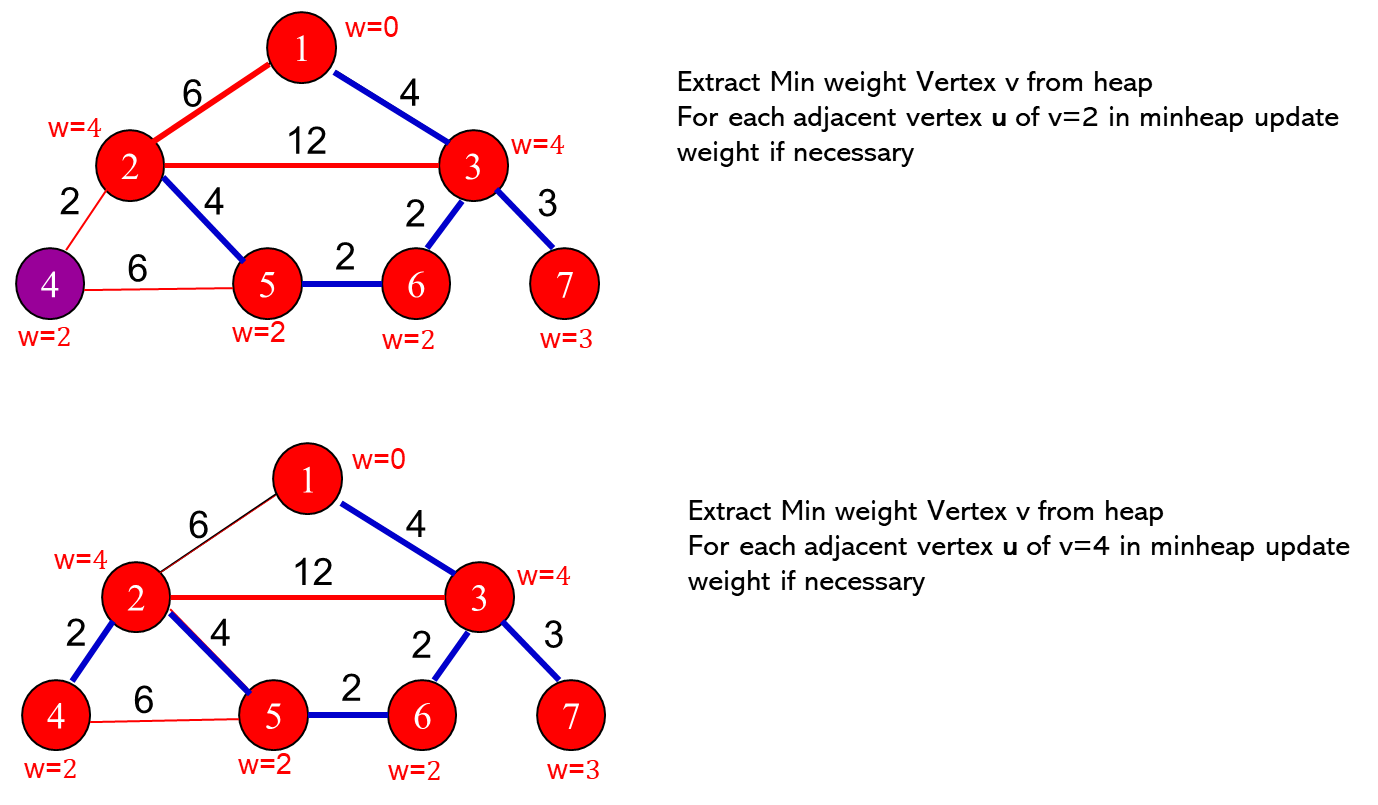 1
w=0
6
4
w=4
2
12
3
w=4
2
4
2
3
4
6
5
2
6
7
w=2
w=2
w=2
w=3
Extract Min weight Vertex v from heap
For each adjacent vertex u of v=2 in minheap update
weight if necessary
1
w=0
6
4
w=4
2
12
3
w=4
2
4
2
3
4
6
5
2
6
7
w=2
w=2
w=2
w=3
Extract Min weight Vertex v from heap
For each adjacent vertex u of v=4 in minheap update
weight if necessary